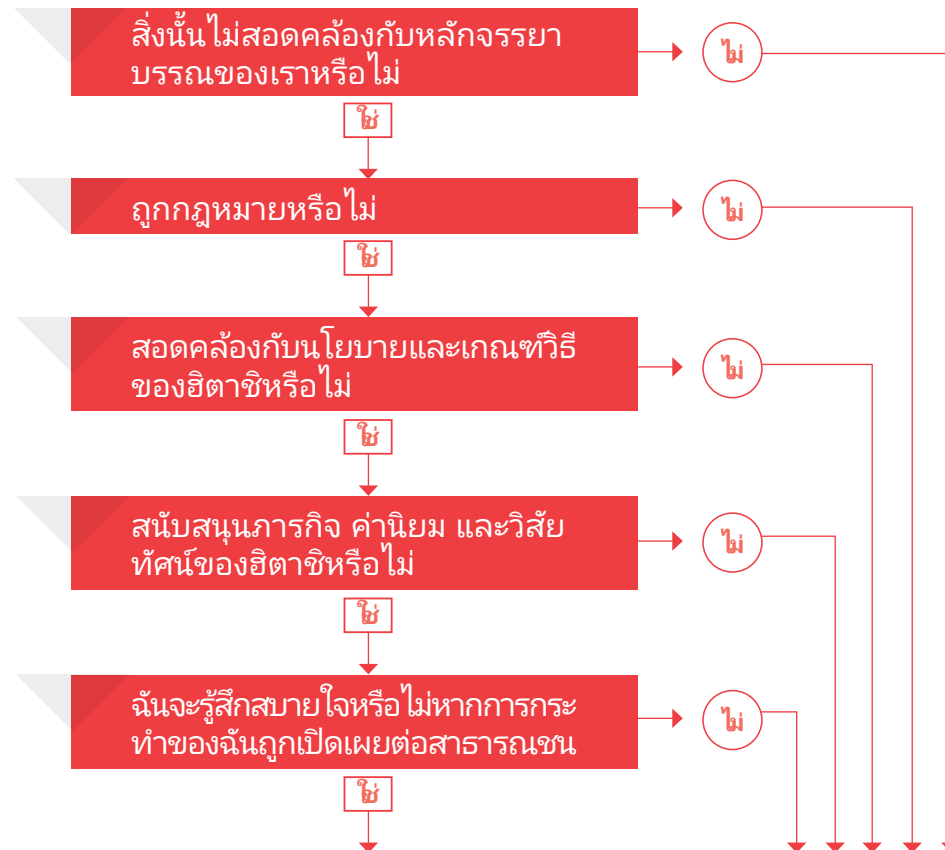 สิ่งนั้นไม่สอดคล้องกับหลักจรรยา
บรรณของเราหรือไม่
ไม่
ใช่
ถูกกฎหมายหรือไม่
ไม่
ใช่
สอดคล้องกับนโยบายและเกณฑ์วิธี
ของฮิตาชิหรือไม่
ไม่
ใช่
สนับสนุนภารกิจ ค่านิยม และวิสัย
ทัศน์ของฮิตาชิหรือไม่
ไม่
ใช่
ฉันจะรู้สึกสบายใจหรือไม่หากการกระ
ทำของฉันถูกเปิดเผยต่อสาธารณชน
ไม่
ใช่